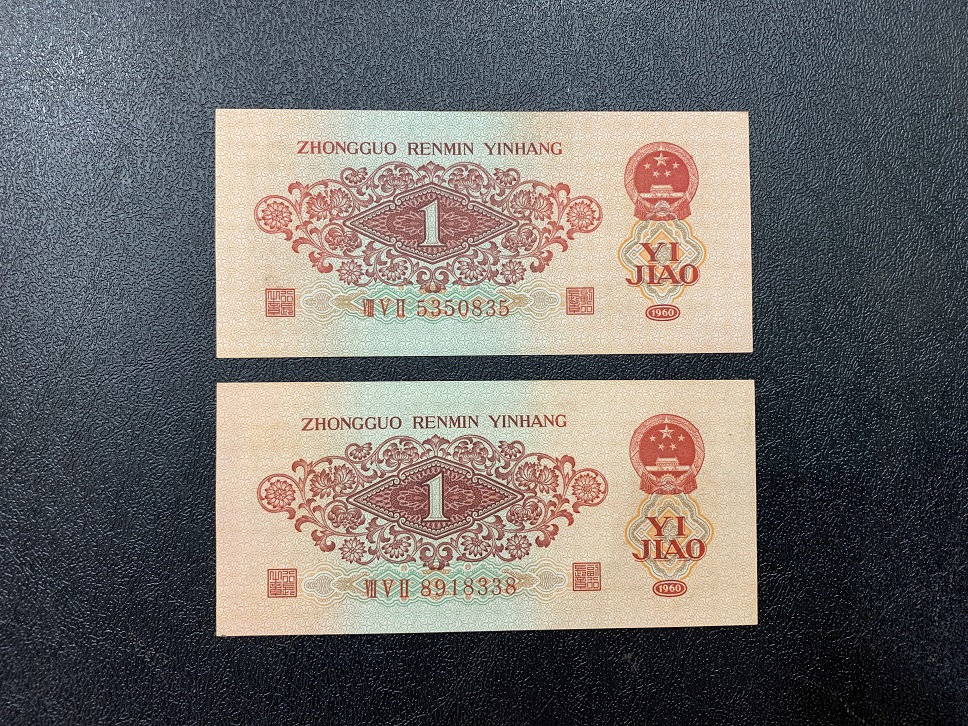 ZHONGGUO RENMIN YINHANG
1
YI
JIAO
VIII V II 5350835
1960
ZHONGGUO RENMIN YINHANG
1
YI
JIAO
VIII V II 8918338
1960